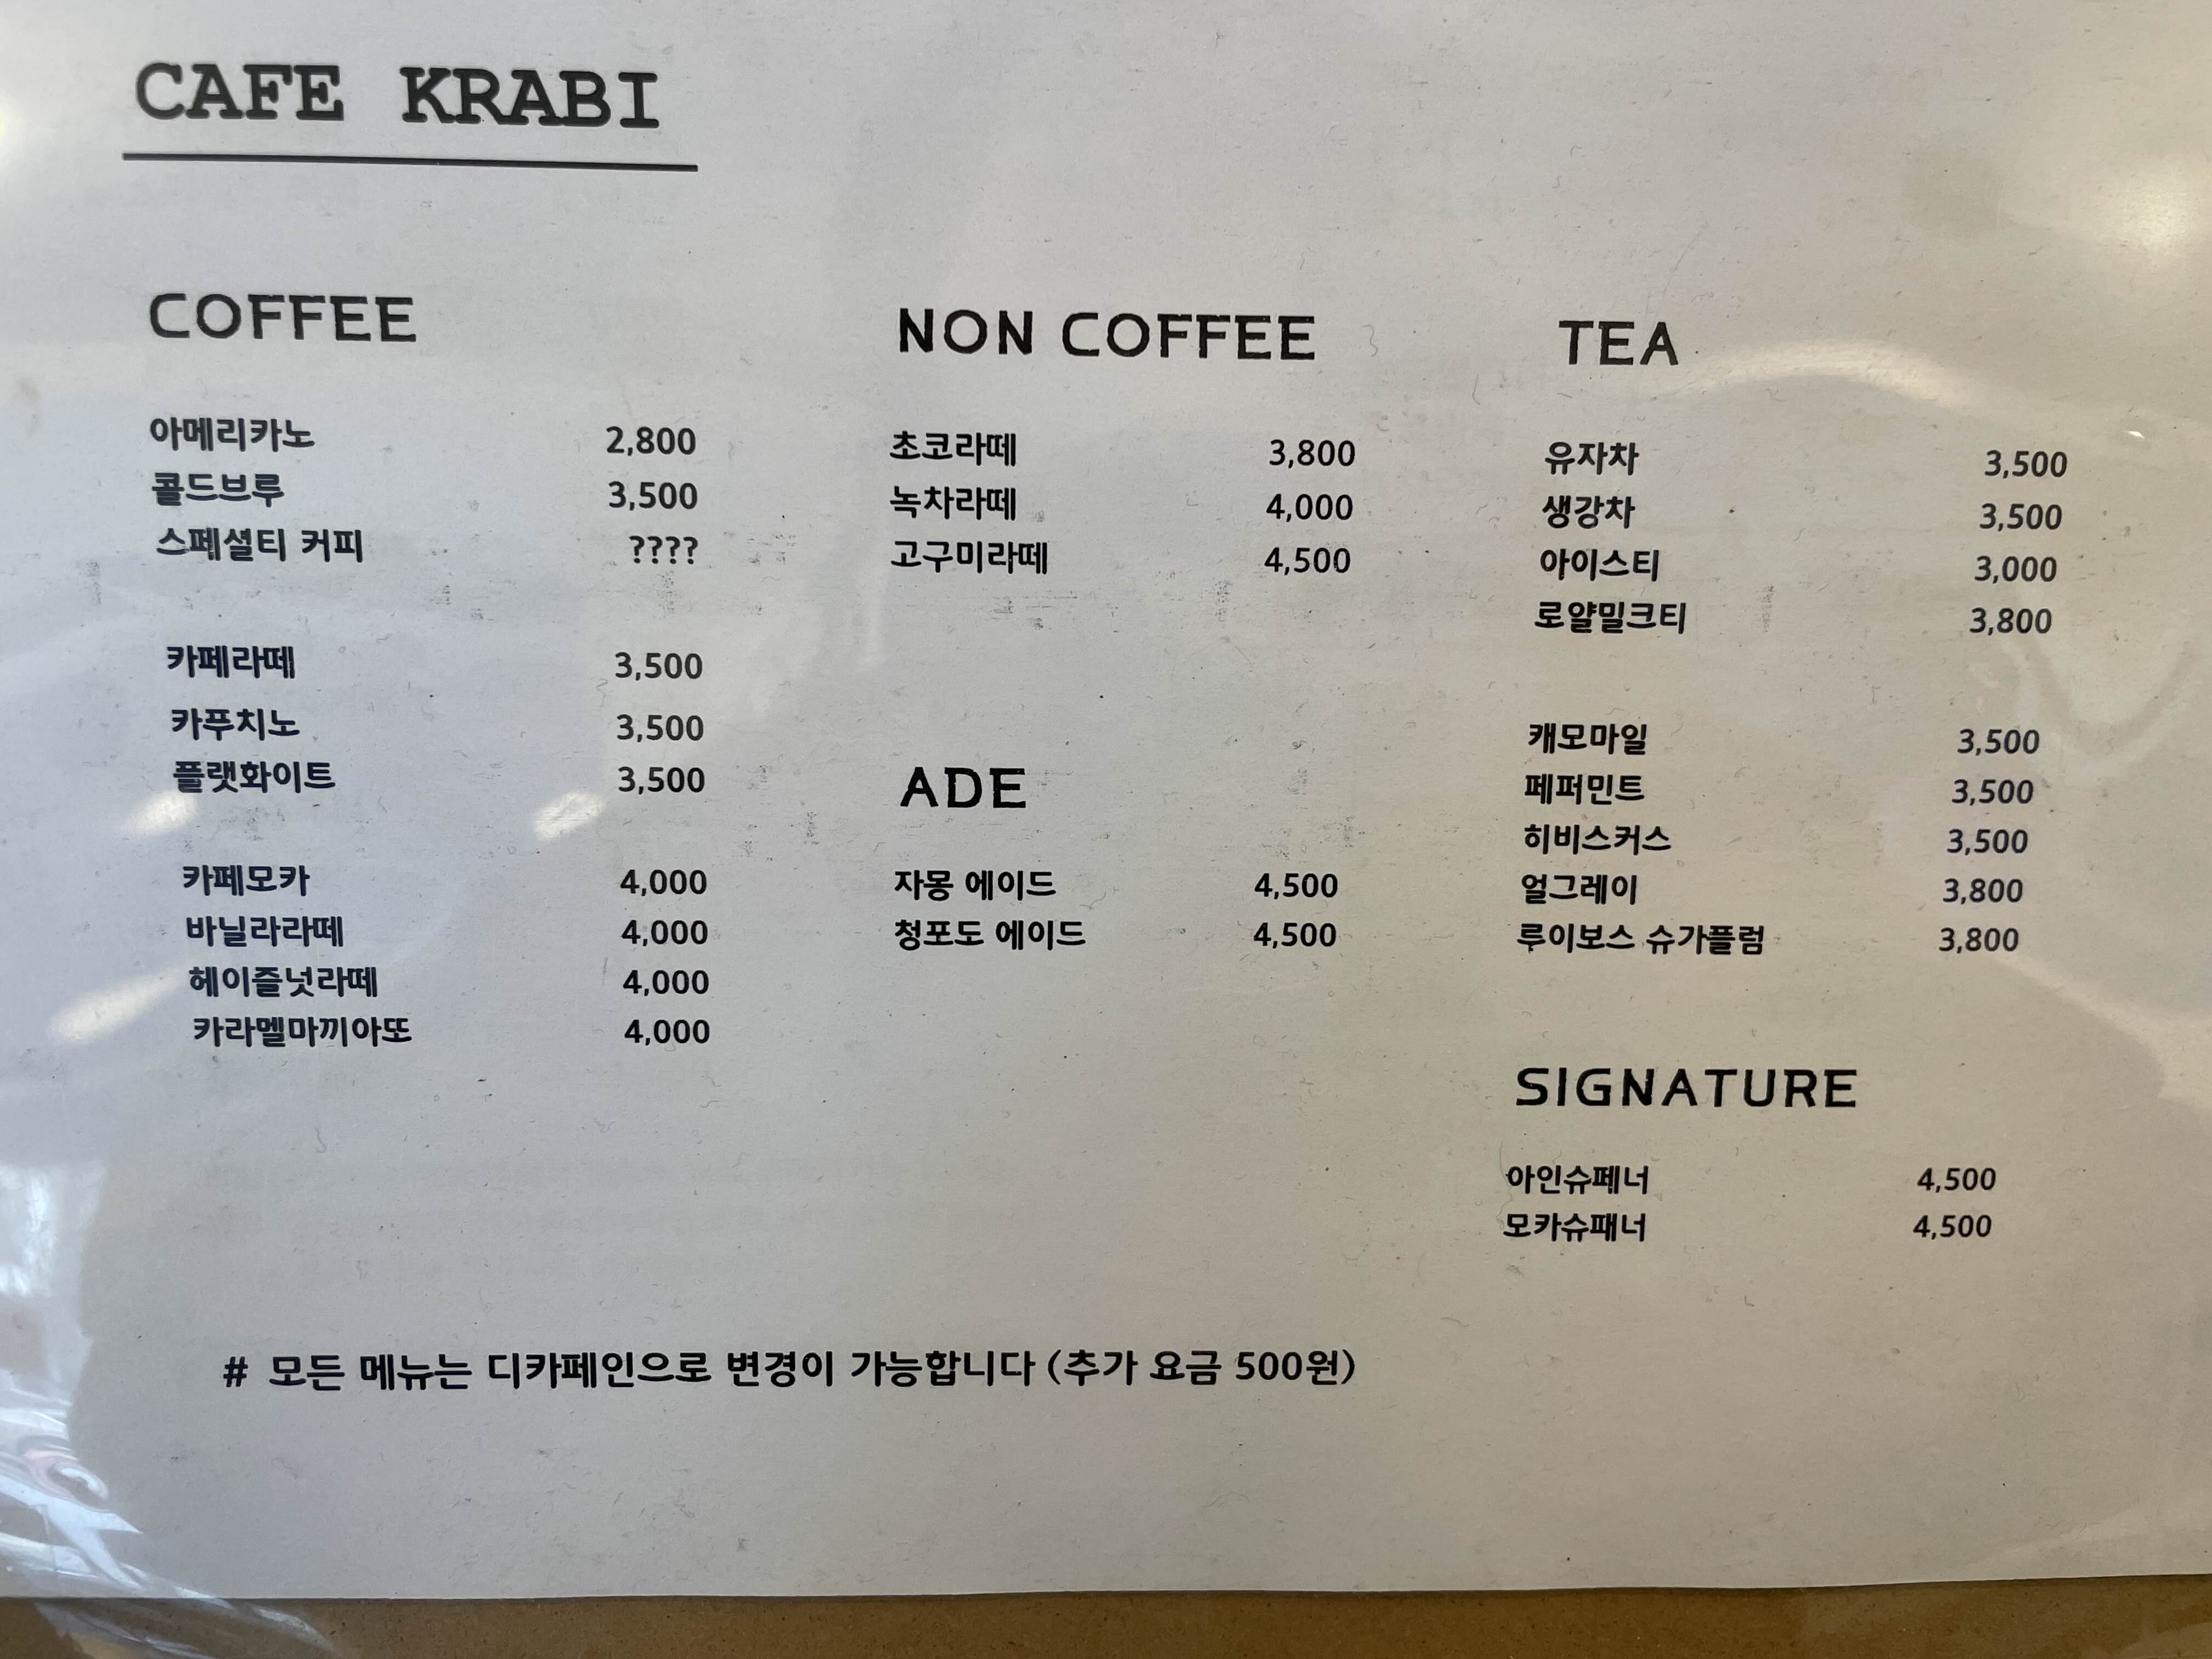 CAFE KRABI
COFFEE
아메리카노 2,800
콜드브루 3,500
스페셜티 커피 ????
카페라떼 3,500
카푸치노 3,500
플랫화이트 3,500
카페모카 4,000
바닐라라떼 4,000
헤이즐넛라떼 4,000
카라멜마끼아또 4,000
NON COFFEE
초코라떼 3,800
녹차라떼 4,000
고구미라떼 4,500
ADE
자몽 에이드 4,500
청포도 에이드 4,500
TEA
유자차 3,500
생강차 3,500
아이스티 3,000
로얄밀크티 3,800
캐모마일 3,500
페퍼민트 3,500
히비스커스 3,500
얼그레이 3,800
루이보스 슈가플럼 3,800
SIGNATURE
아인슈페너 4,500
모카슈패너 4,500
# 모든 메뉴는 디카페인으로 변경이 가능합니다 (추가 요금 500원)